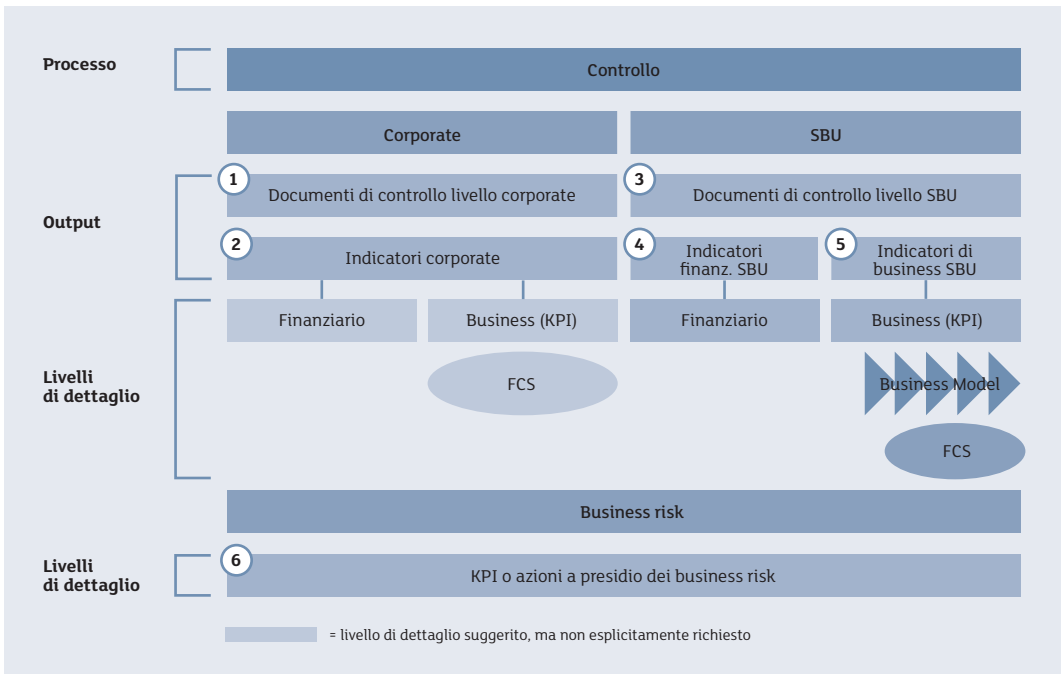 Processo
Controllo
Corporate
SBU
Output
1
Documenti di controllo livello corporate
3
Documenti di controllo livello SBU
2
Indicatori corporate
4
Indicatori
finanz. SBU
5
Indicatori di
business SBU
Livelli
di dettaglio
Finanziario
Business (KPI)
Finanziario
Business (KPI)
FCS
Business Model
FCS
Business risk
Livelli
di dettaglio
6
KPI o azioni a presidio dei business risk
= livello di dettaglio suggerito, ma non esplicitamente richiesto